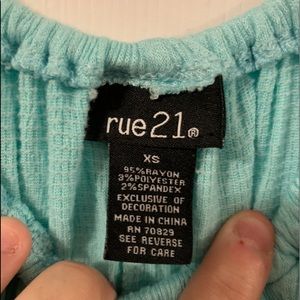 rue21®
XS
95%RAYON
3%POLYESTER
2%SPANDEX
EXCLUSIVE OF
DECORATION
MADE IN CHINA
RN 70829
SEE REVERSE
FOR CARE